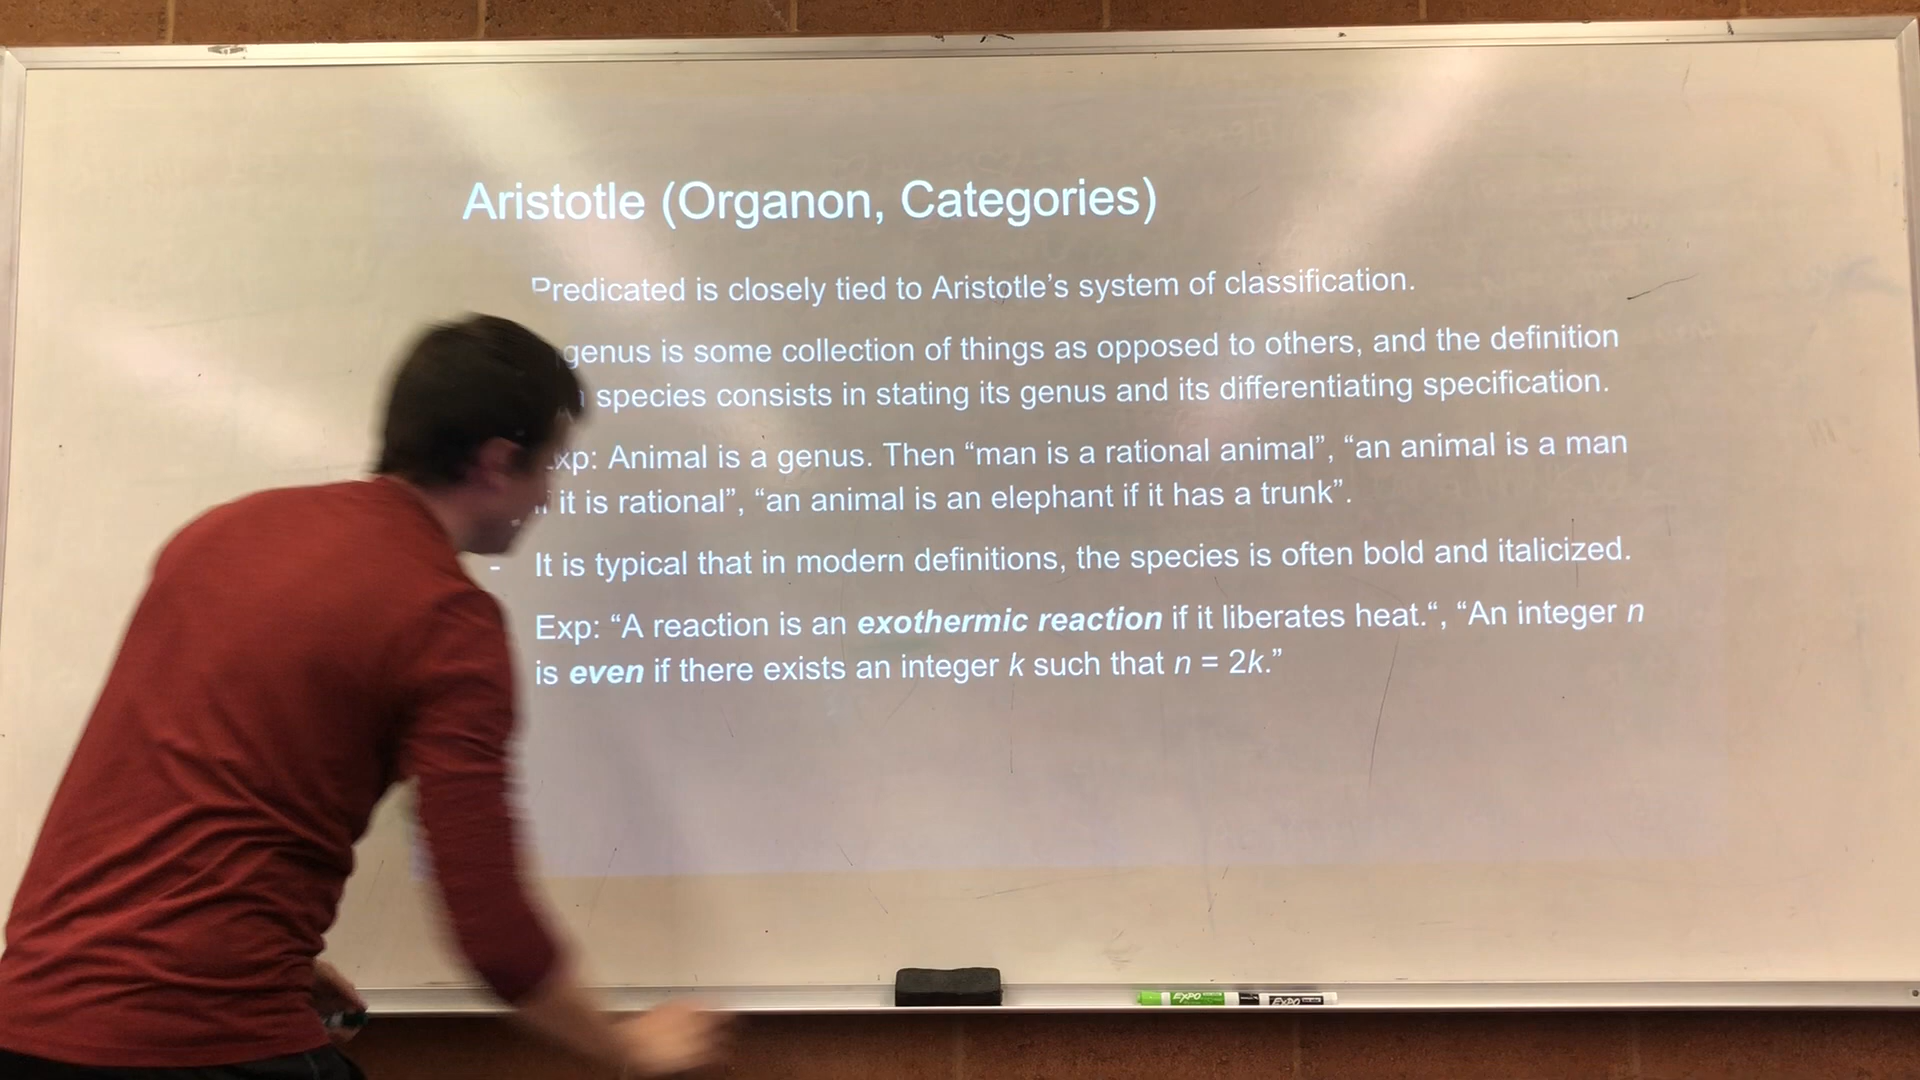 Aristotle (Organon, Categories)
Predicated is closely tied to Aristotle's system of classification.
genus is some collection of things as opposed to others, and the definition
species consists in stating its genus and its differentiating specification.
Exp: Animal is a genus. Then “man is a rational animal”, “an animal is a man
if it is rational”, “an animal is an elephant if it has a trunk”.
- It is typical that in modern definitions, the species is often bold and italicized.
Exp: “A reaction is an exothermic reaction if it liberates heat.“, “An integer n
is even if there exists an integer k such that n = 2k.”
EXPO EXPO